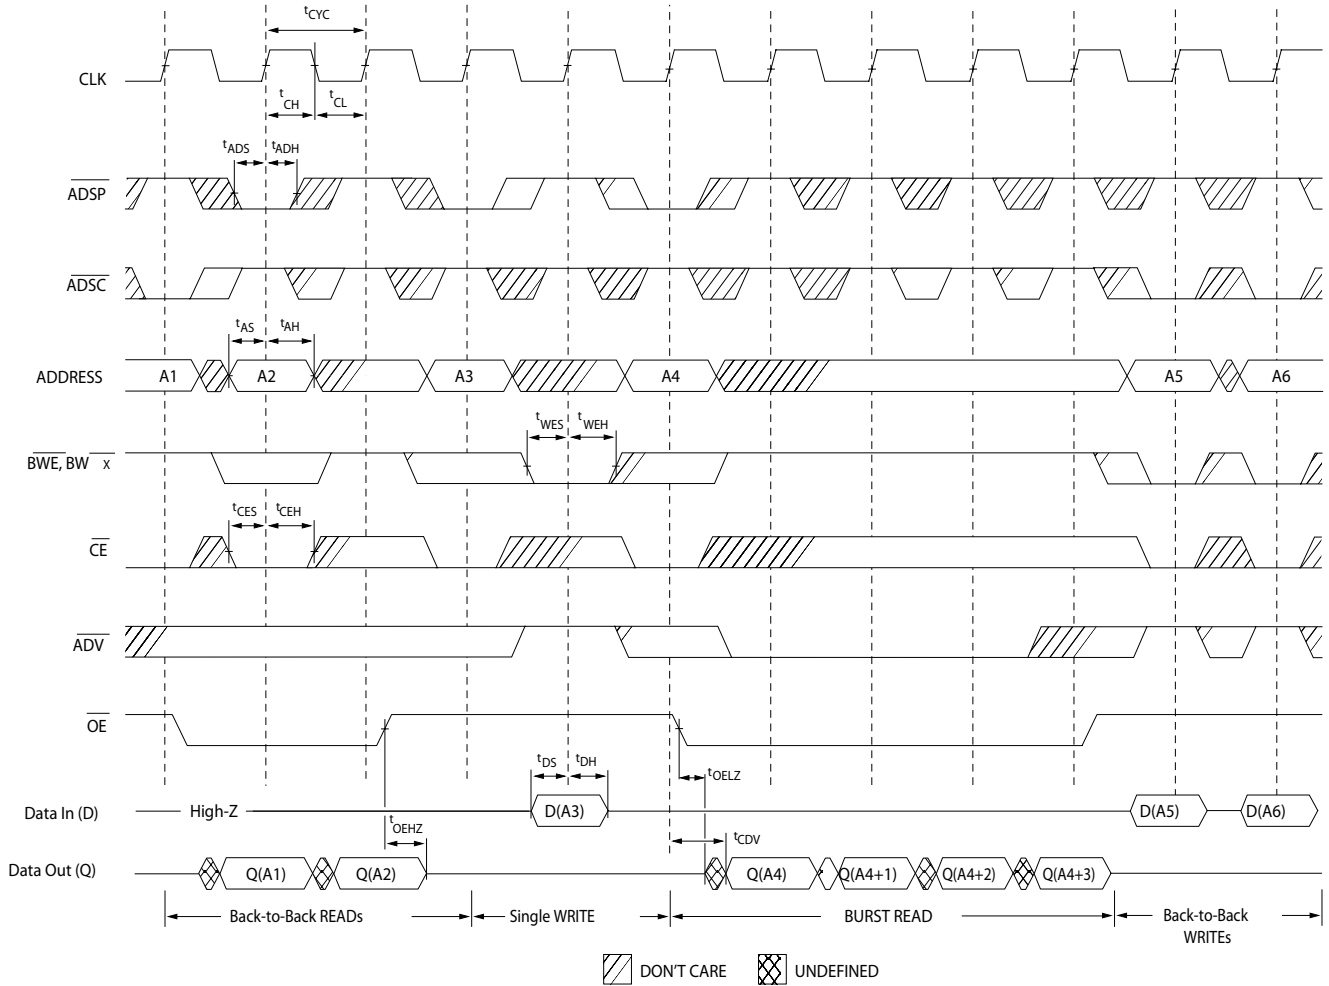 tCYC
CLK
tCH tCL
tADS tADH
ADSP
ADSC
tAS tAH
ADDRESS A1 A2 A3 A4 A5 A6
tWES tWEH
BWE, BW x
tCES tCEH
CE
ADV
OE
tDS tDH
tOELZ
Data In (D) High-Z D(A3) D(A5) D(A6)
tOEHZ tCDV
Data Out (Q) Q(A1) Q(A2) Q(A4) Q(A4+1) Q(A4+2) Q(A4+3)
Back-to-Back READs Single WRITE BURST READ Back-to-Back
WRITEs
DON'T CARE UNDEFINED